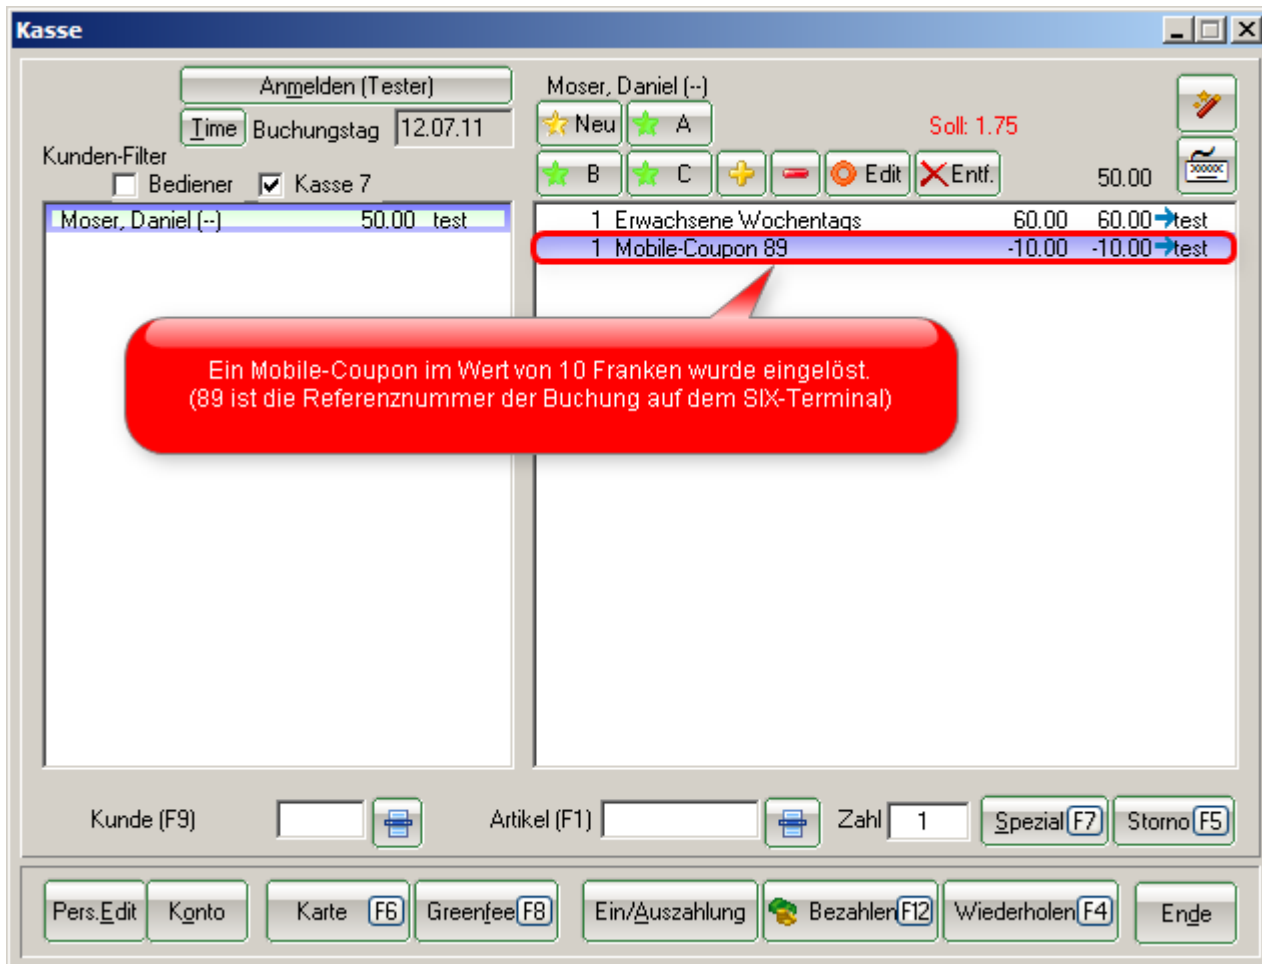 Kasse
Anmelden (Tester)
Time Buchungstag 12.07.11
Kunden-Filter
Bediener Kasse 7
Moser, Daniel (--)
Neu A
Soll: 1.75
B C Edit Entf. 50.00
Moser, Daniel (--) 50.00 test
1 Erwachsene Wochentags 60.00 60.00 test
1 Mobile-Coupon 89 -10.00 -10.00 test
Ein Mobile-Coupon im Wert von 10 Franken wurde eingelöst.
(89 ist die Referenznummer der Buchung auf dem SIX-Terminal)
Kunde (F9) Artikel (F1) Zahl 1 Spezial F7 Storno F5
Pers.Edit Konto Karte F6 Greenfee F8 Ein/Auszahlung Bezahlen F12 Wiederholen F4 Ende